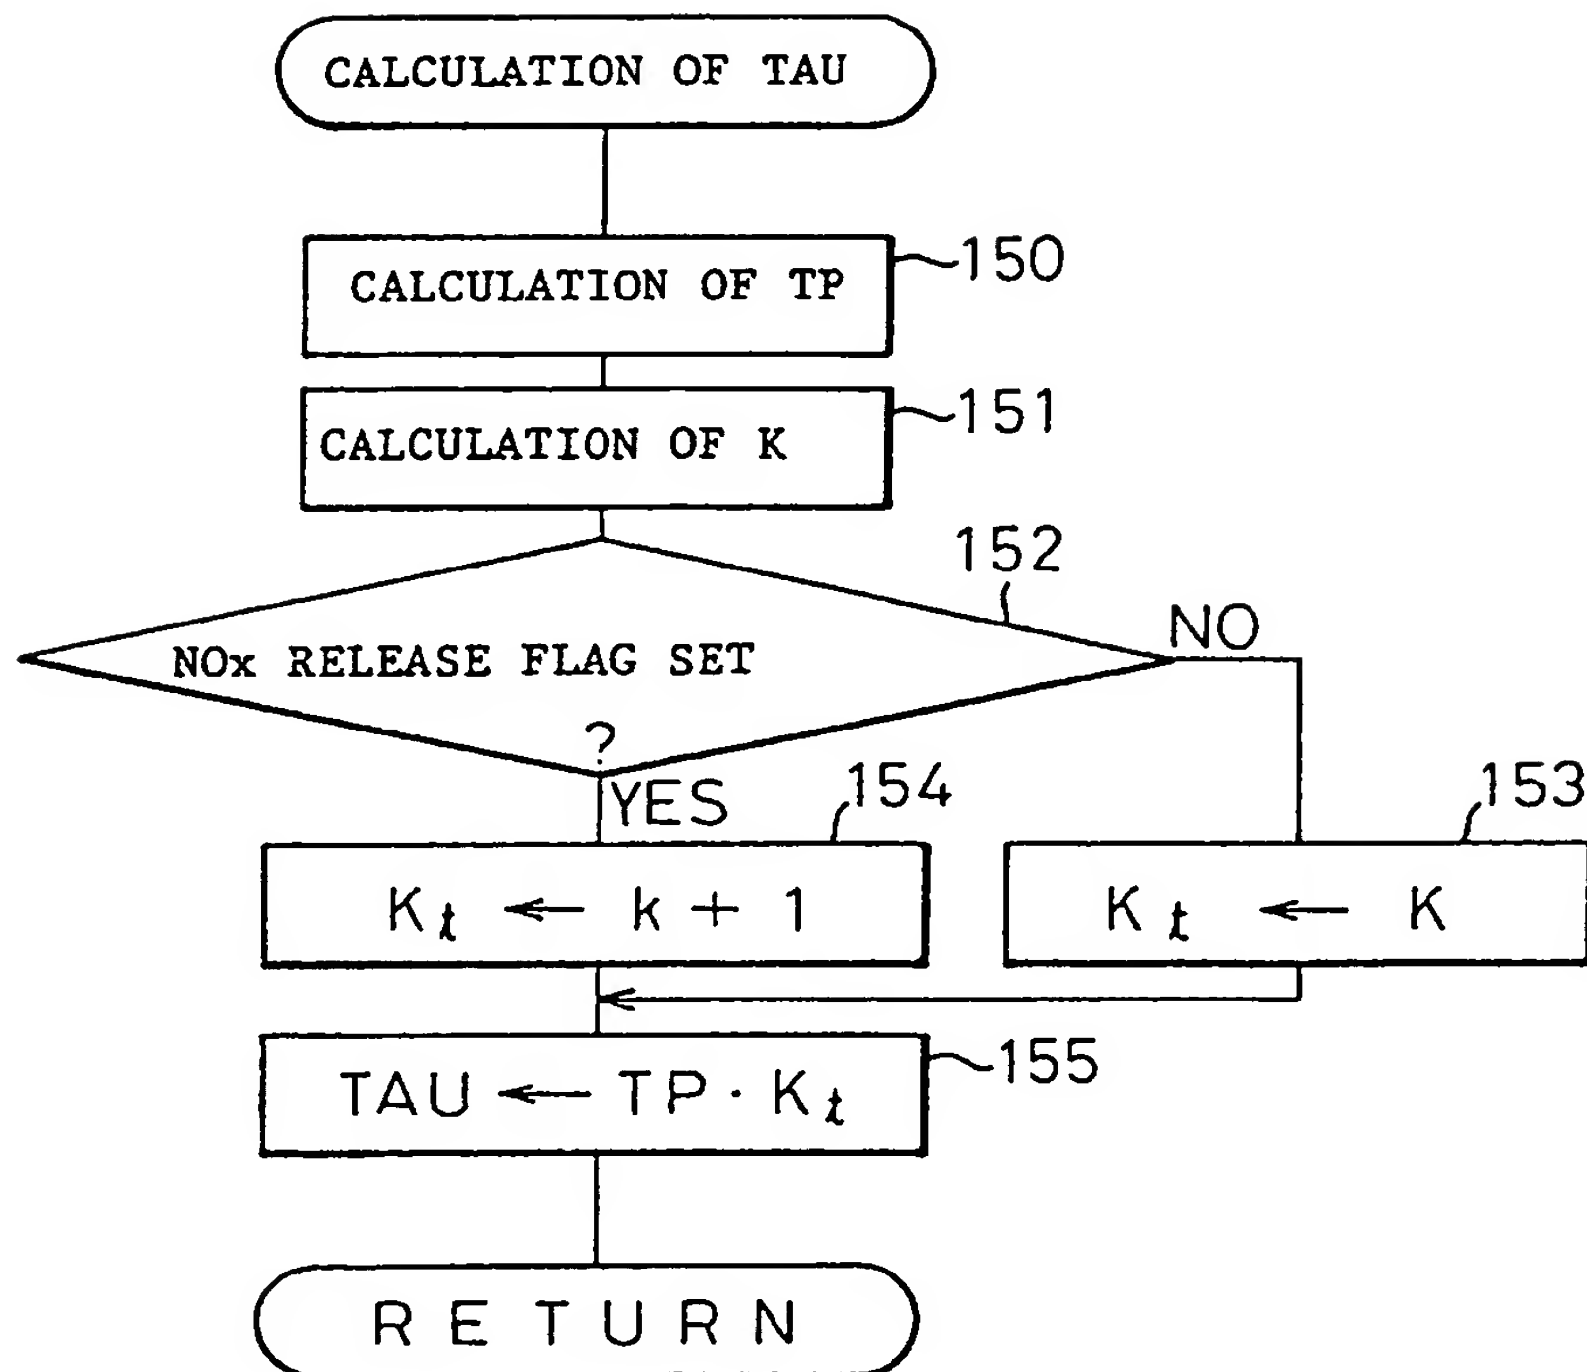 CALCULATION OF TAU
CALCULATION OF TP
150
CALCULATION OF K
151
152
NOx RELEASE FLAG SET
?
NO
YES
154
153
Kt ← k + 1
Kt ← K
TAU ← TP · Kt
155
RETURN